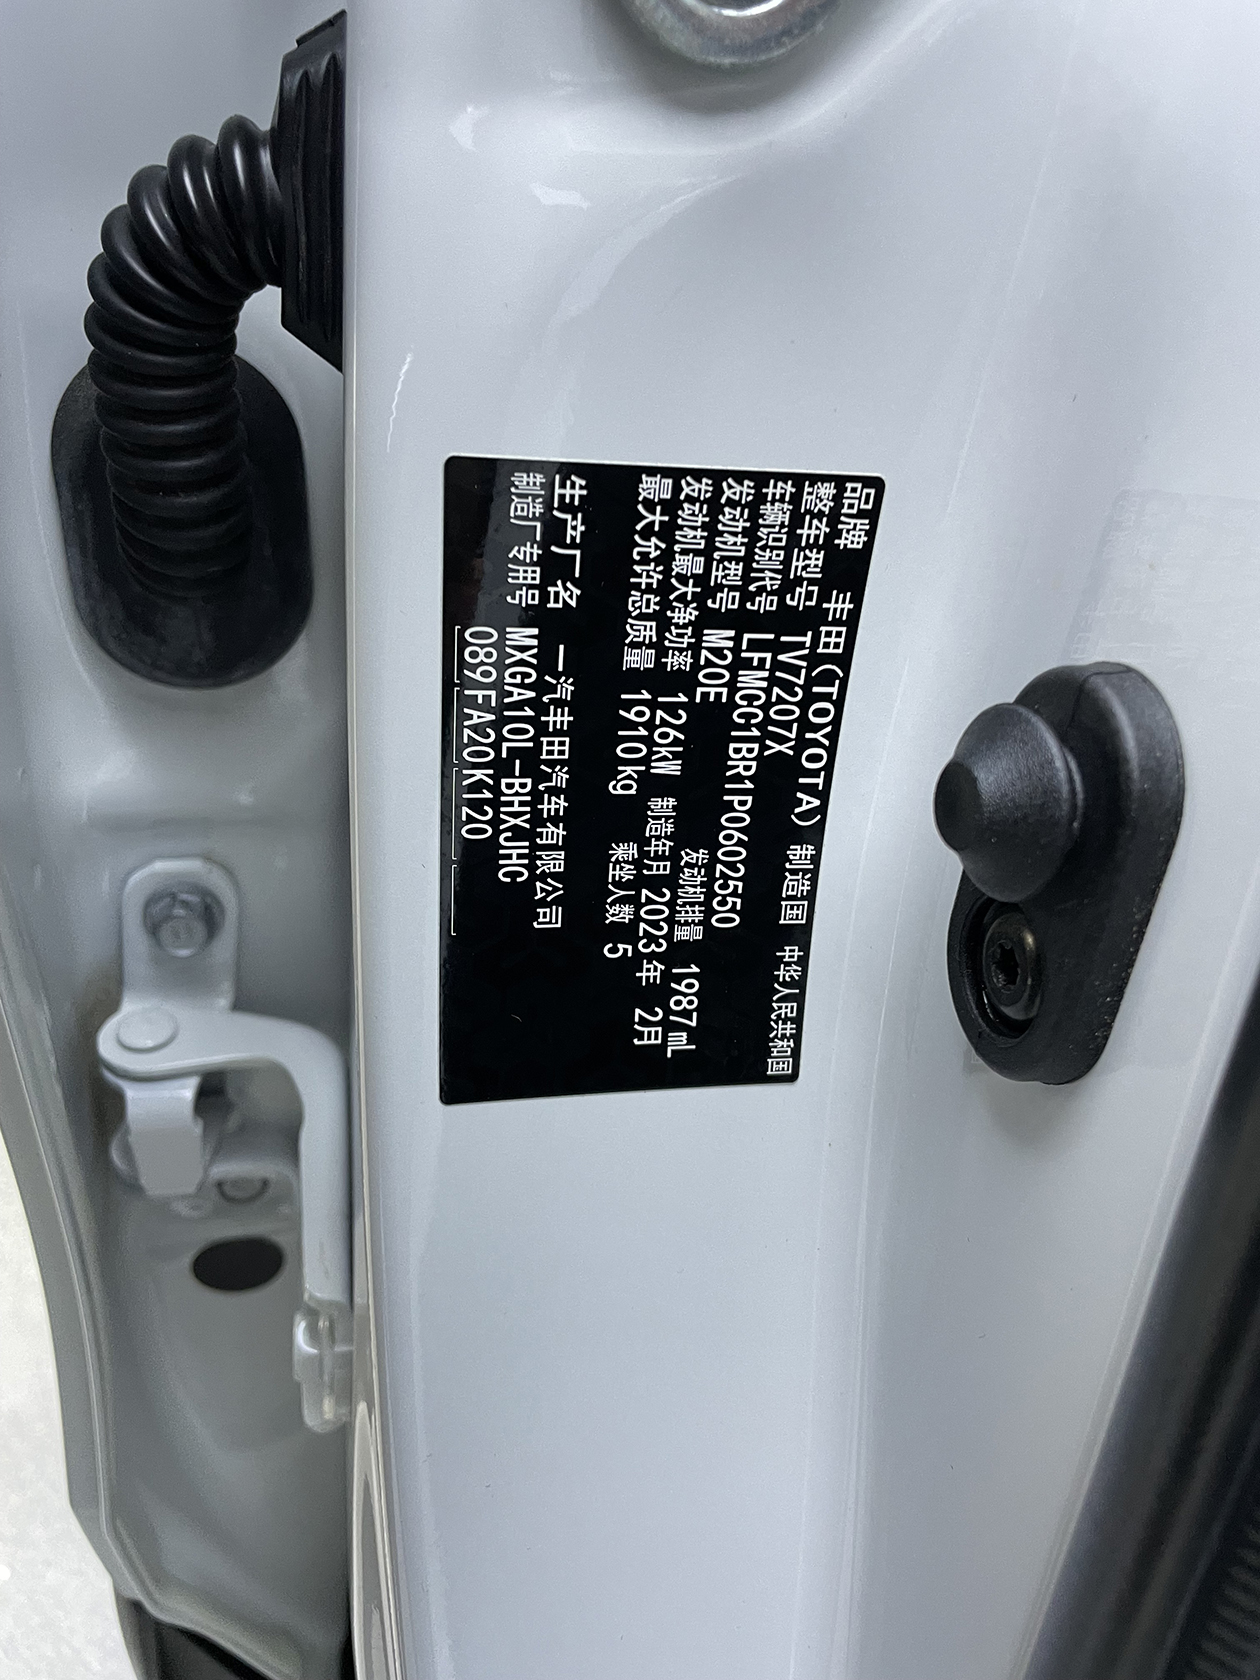 品牌 丰田(TOYOTA) 制造国 中华人民共和国
整车型号 TV7207X
车辆识别代号 LFMCC1BR1P0602550
发动机型号 M20E 发动机排量 1987mL
发动机最大净功率 126kW 制造年月 2023年 2月
最大允许总质量 1910kg 乘坐人数 5
生产厂名 一汽丰田汽车有限公司
制造厂专用号 MXGA10L-BHXJHC
089FA20K120